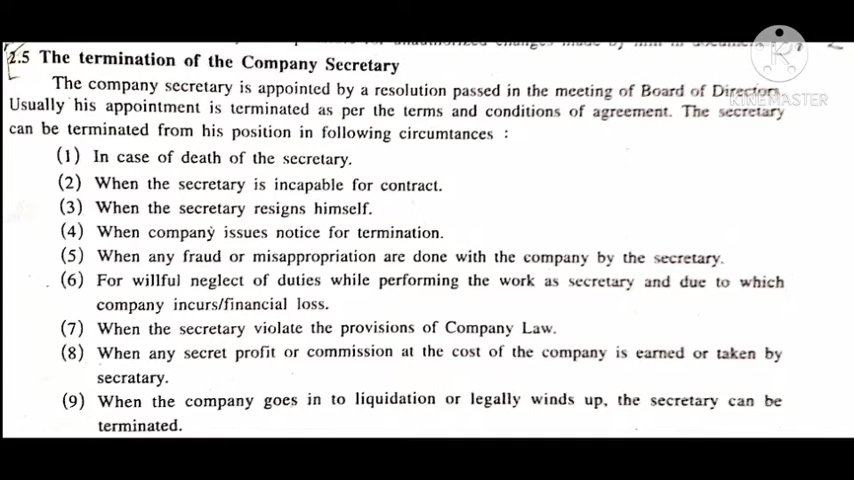 2.5 The termination of the Company Secretary
The company secretary is appointed by a resolution passed in the meeting of Board of Directors.
Usually his appointment is terminated as per the terms and conditions of agreement. The secretary
can be terminated from his position in following circumtances :
(1) In case of death of the secretary.
(2) When the secretary is incapable for contract.
(3) When the secretary resigns himself.
(4) When company issues notice for termination.
(5) When any fraud or misappropriation are done with the company by the secretary.
(6) For willful neglect of duties while performing the work as secretary and due to which
company incurs/financial loss.
(7) When the secretary violate the provisions of Company Law.
(8) When any secret profit or commission at the cost of the company is earned or taken by
secratary.
(9) When the company goes in to liquidation or legally winds up, the secretary can be
terminated.
KINEMASTER